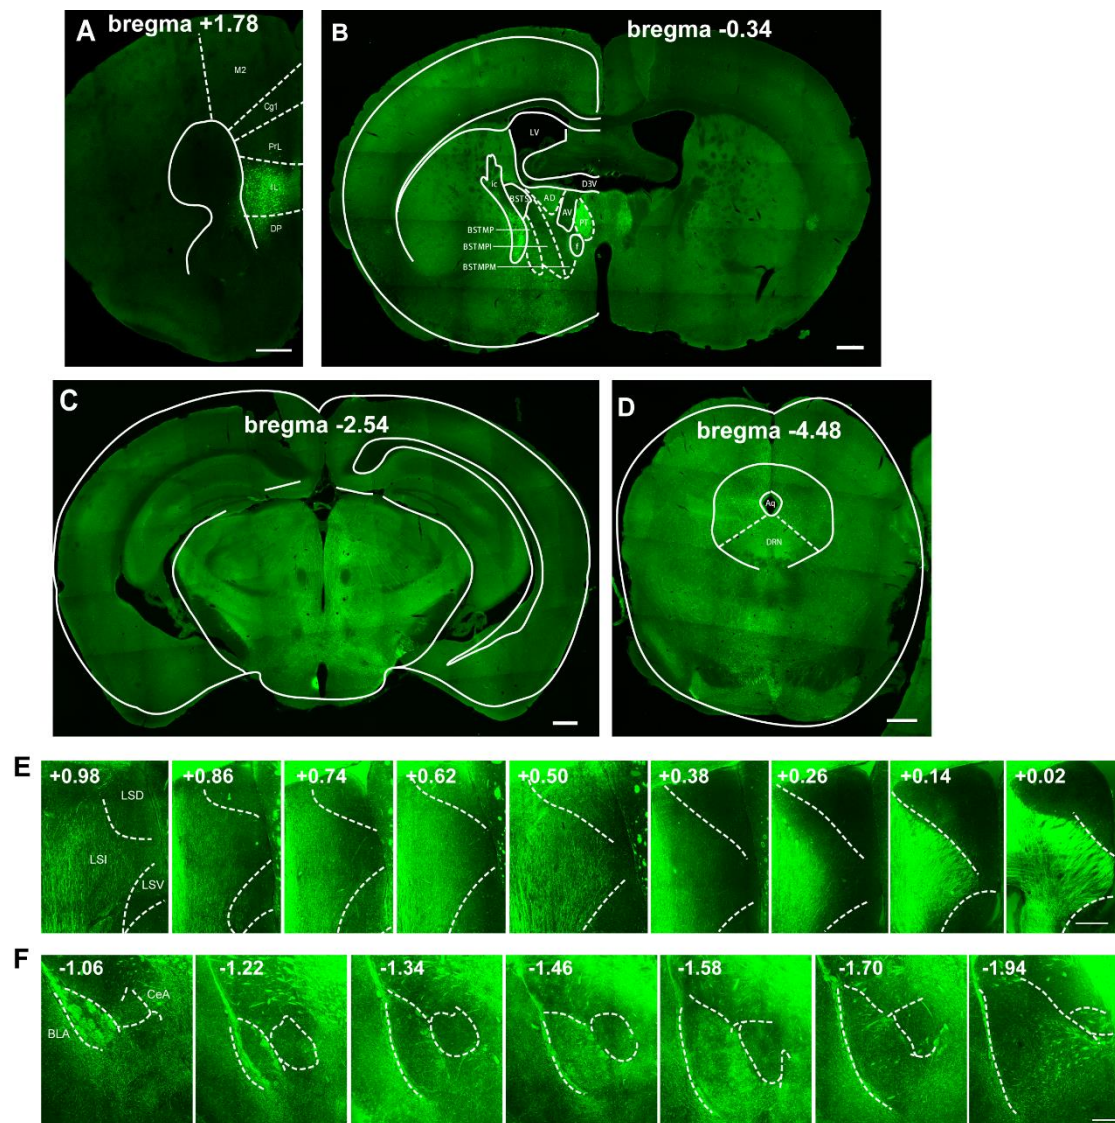 A
bregma +1.78
M2
Cg1
PrL
IL
DP
B
bregma -0.34
LV
ic
D3V
BSTS
AD
AV
PT
BSTMP
BSTMPI
f
BSTMPM
C
bregma -2.54
D
bregma -4.48
Aq
DRN
E
+0.98
+0.86
+0.74
+0.62
+0.50
+0.38
+0.26
+0.14
+0.02
LSD
LSI
LSV
F
-1.06
-1.22
-1.34
-1.46
-1.58
-1.70
-1.94
CeA
BLA